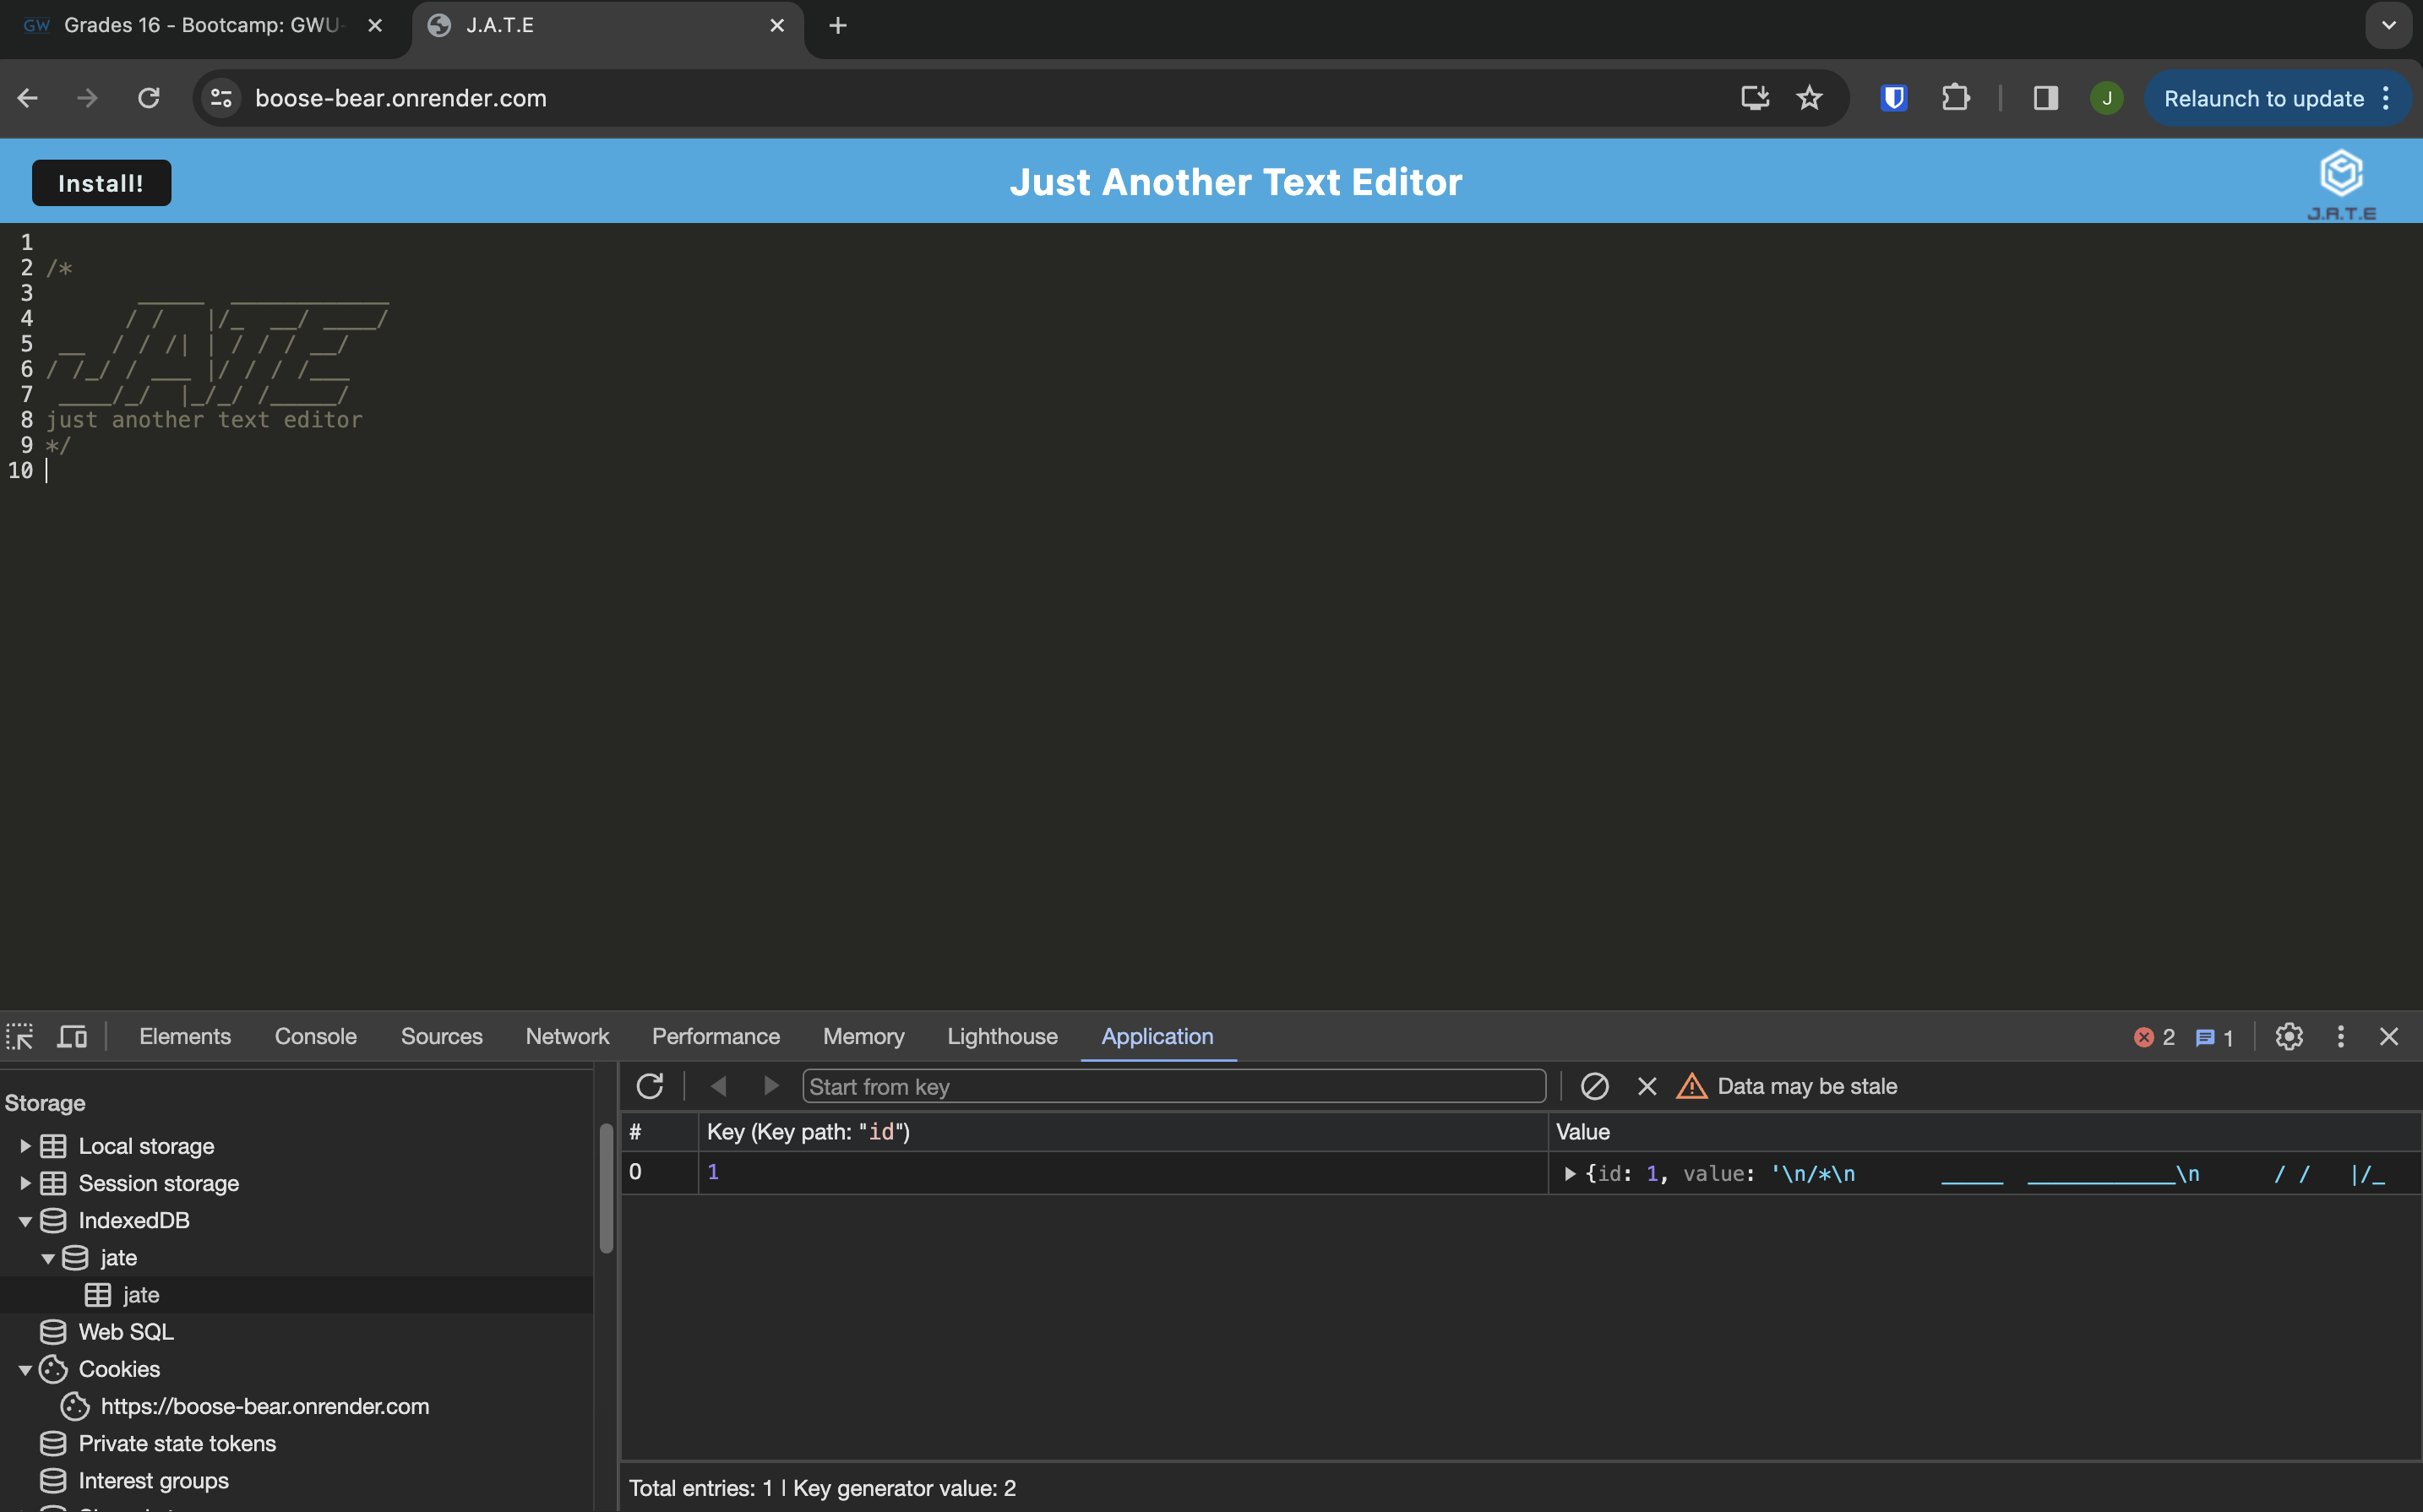 GW Grades 16 - Bootcamp: GWU-
J.A.T.E
boose-bear.onrender.com
J
Relaunch to update
Install!
Just Another Text Editor
J.A.T.E
1
2 /*
3        _____  ____________
4       / /   |/_  __/ ____/
5  __  / / /| | / / / __/
6 / /_/ / ___ |/ / / /___
7  ____/_/  |_/_/ /_____/
8 just another text editor
9 */
10
Elements Console Sources Network Performance Memory Lighthouse Application 2 1
Start from key
Data may be stale
Storage
Local storage
Session storage
IndexedDB
jate
jate
Web SQL
Cookies
https://boose-bear.onrender.com
Private state tokens
Interest groups
# Key (Key path: "id") Value
0 1 {id: 1, value: '\n/*\n       _____  ____________\n      / /   |/_
Total entries: 1 | Key generator value: 2